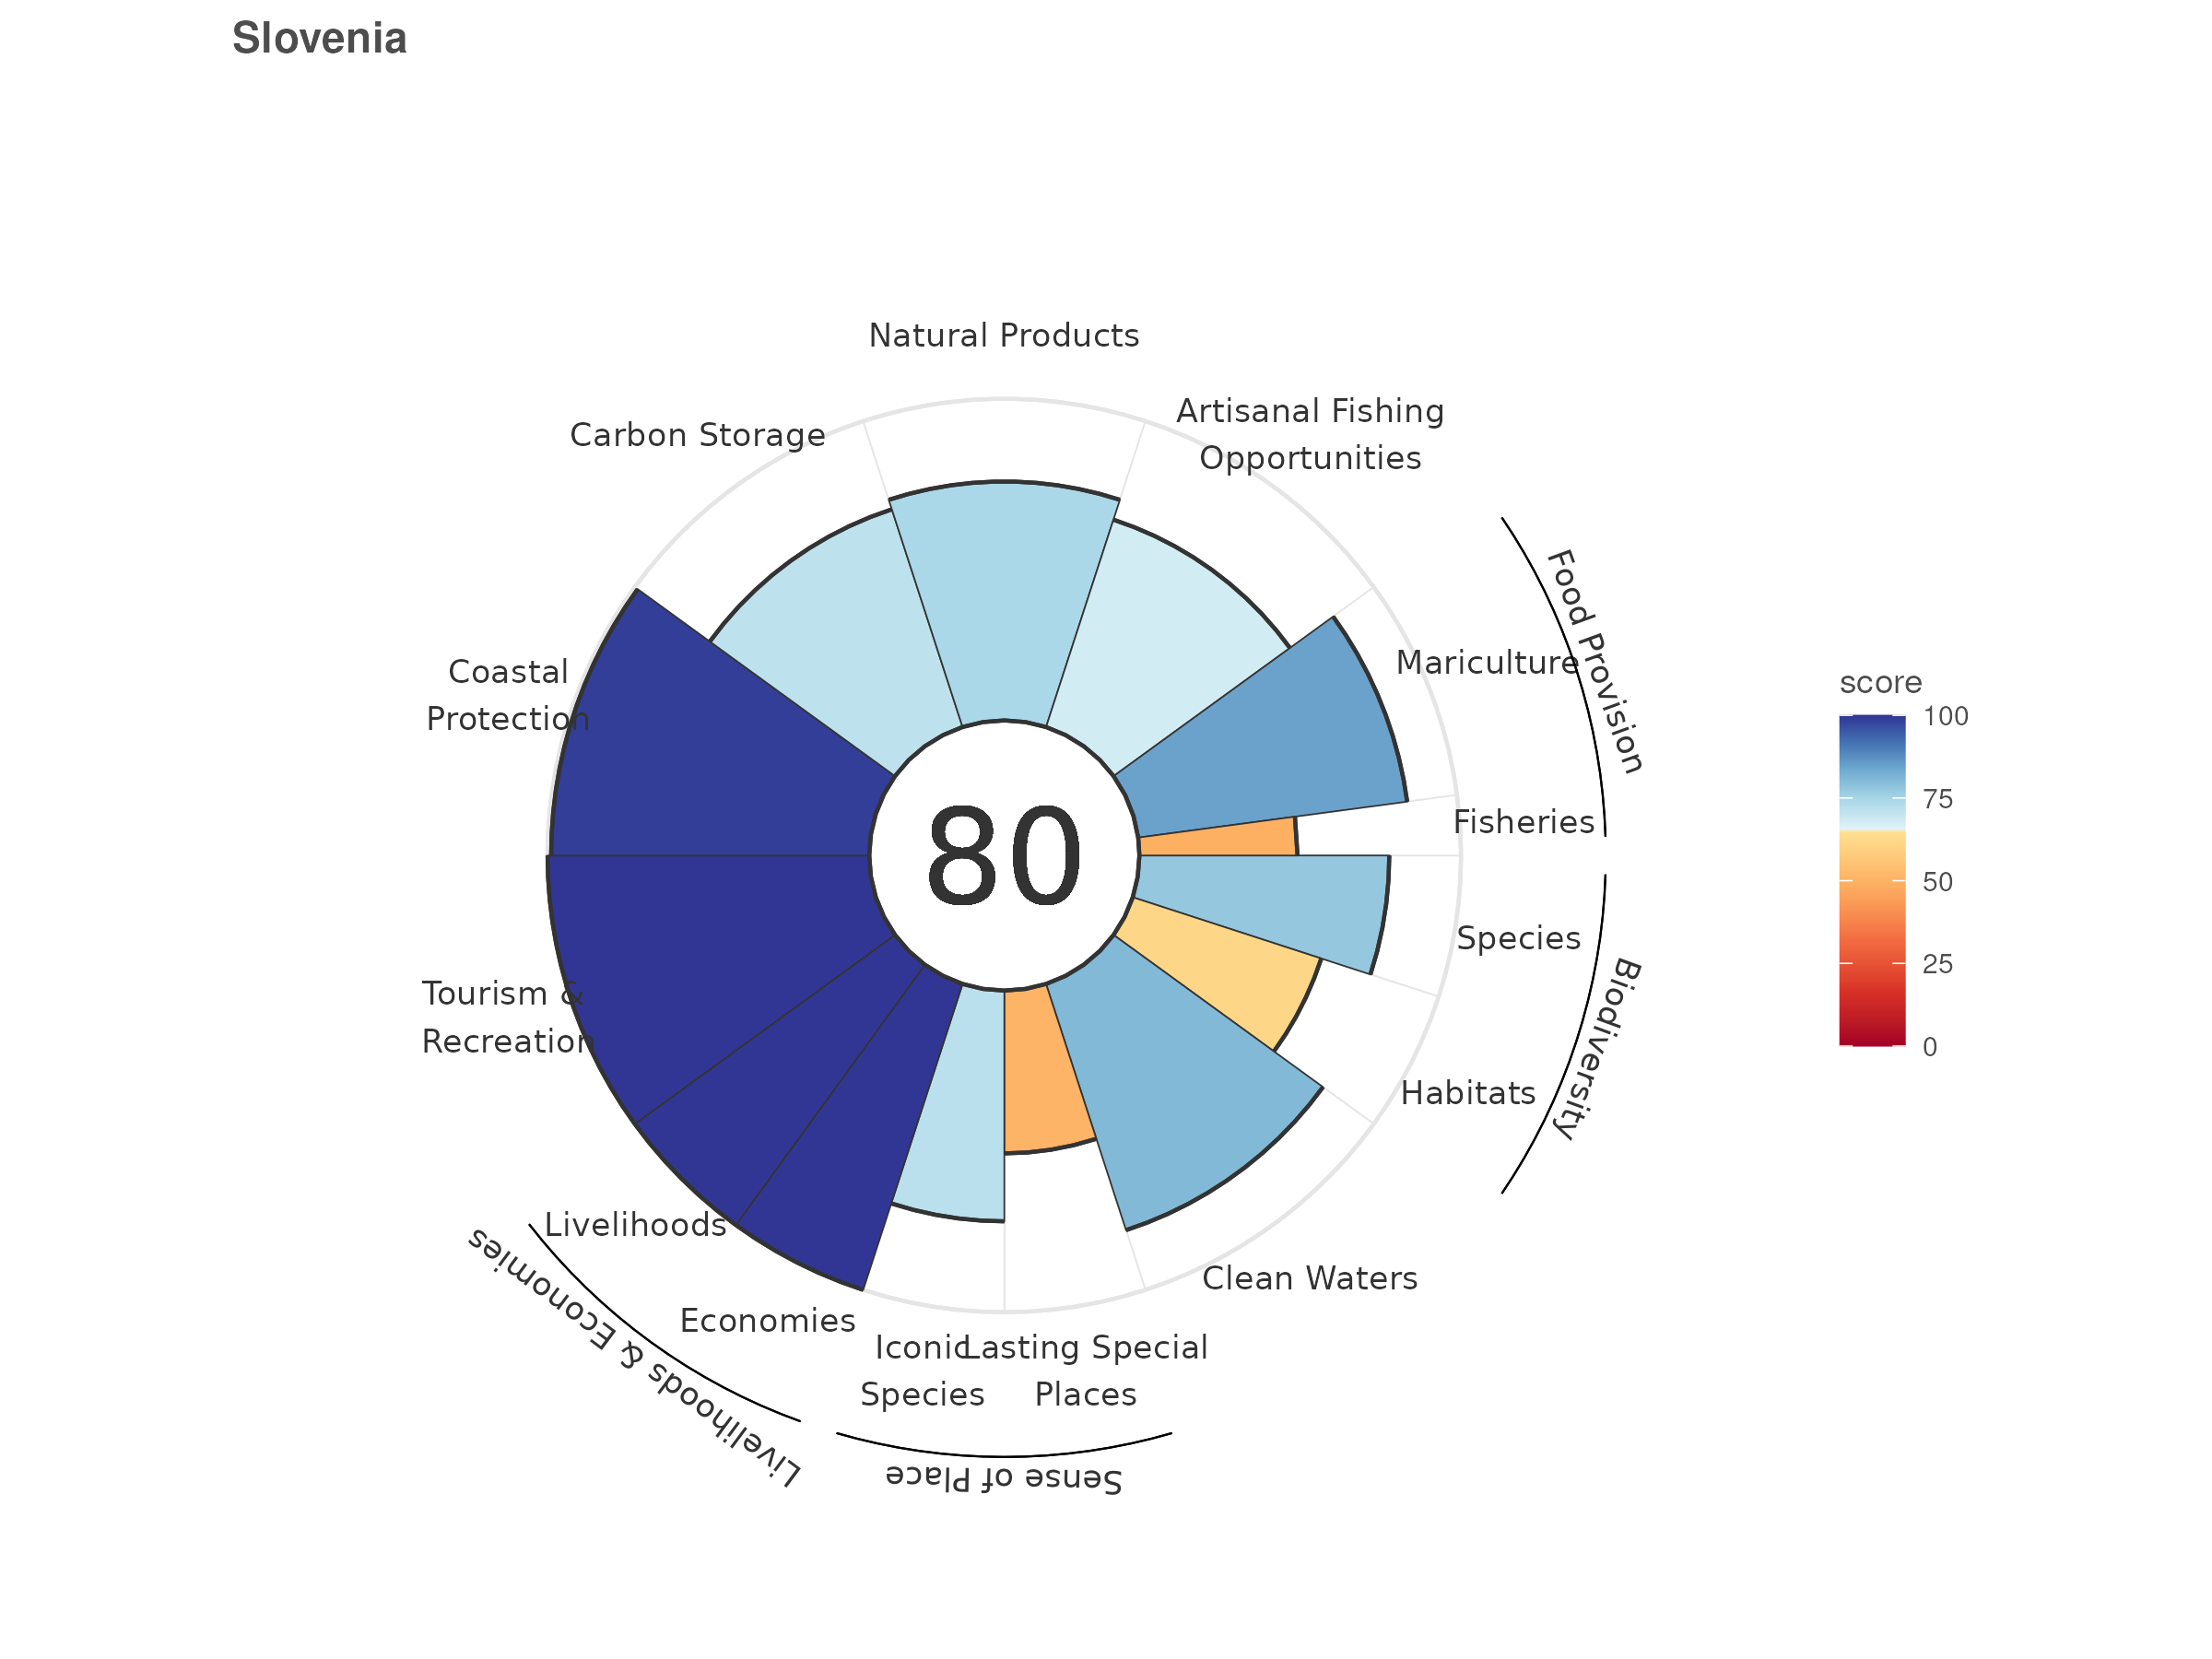 Slovenia
Natural Products
Artisanal Fishing
Opportunities
Carbon Storage
Food Provision
Mariculture
Coastal
Protection
score
100
75
50
25
0
Fisheries
80
Species
Biodiversity
Tourism &
Recreation
Habitats
Livelihoods
Clean Waters
Economies
Livelihoods & Economies
Iconic
Species
Lasting Special
Places
Sense of Place